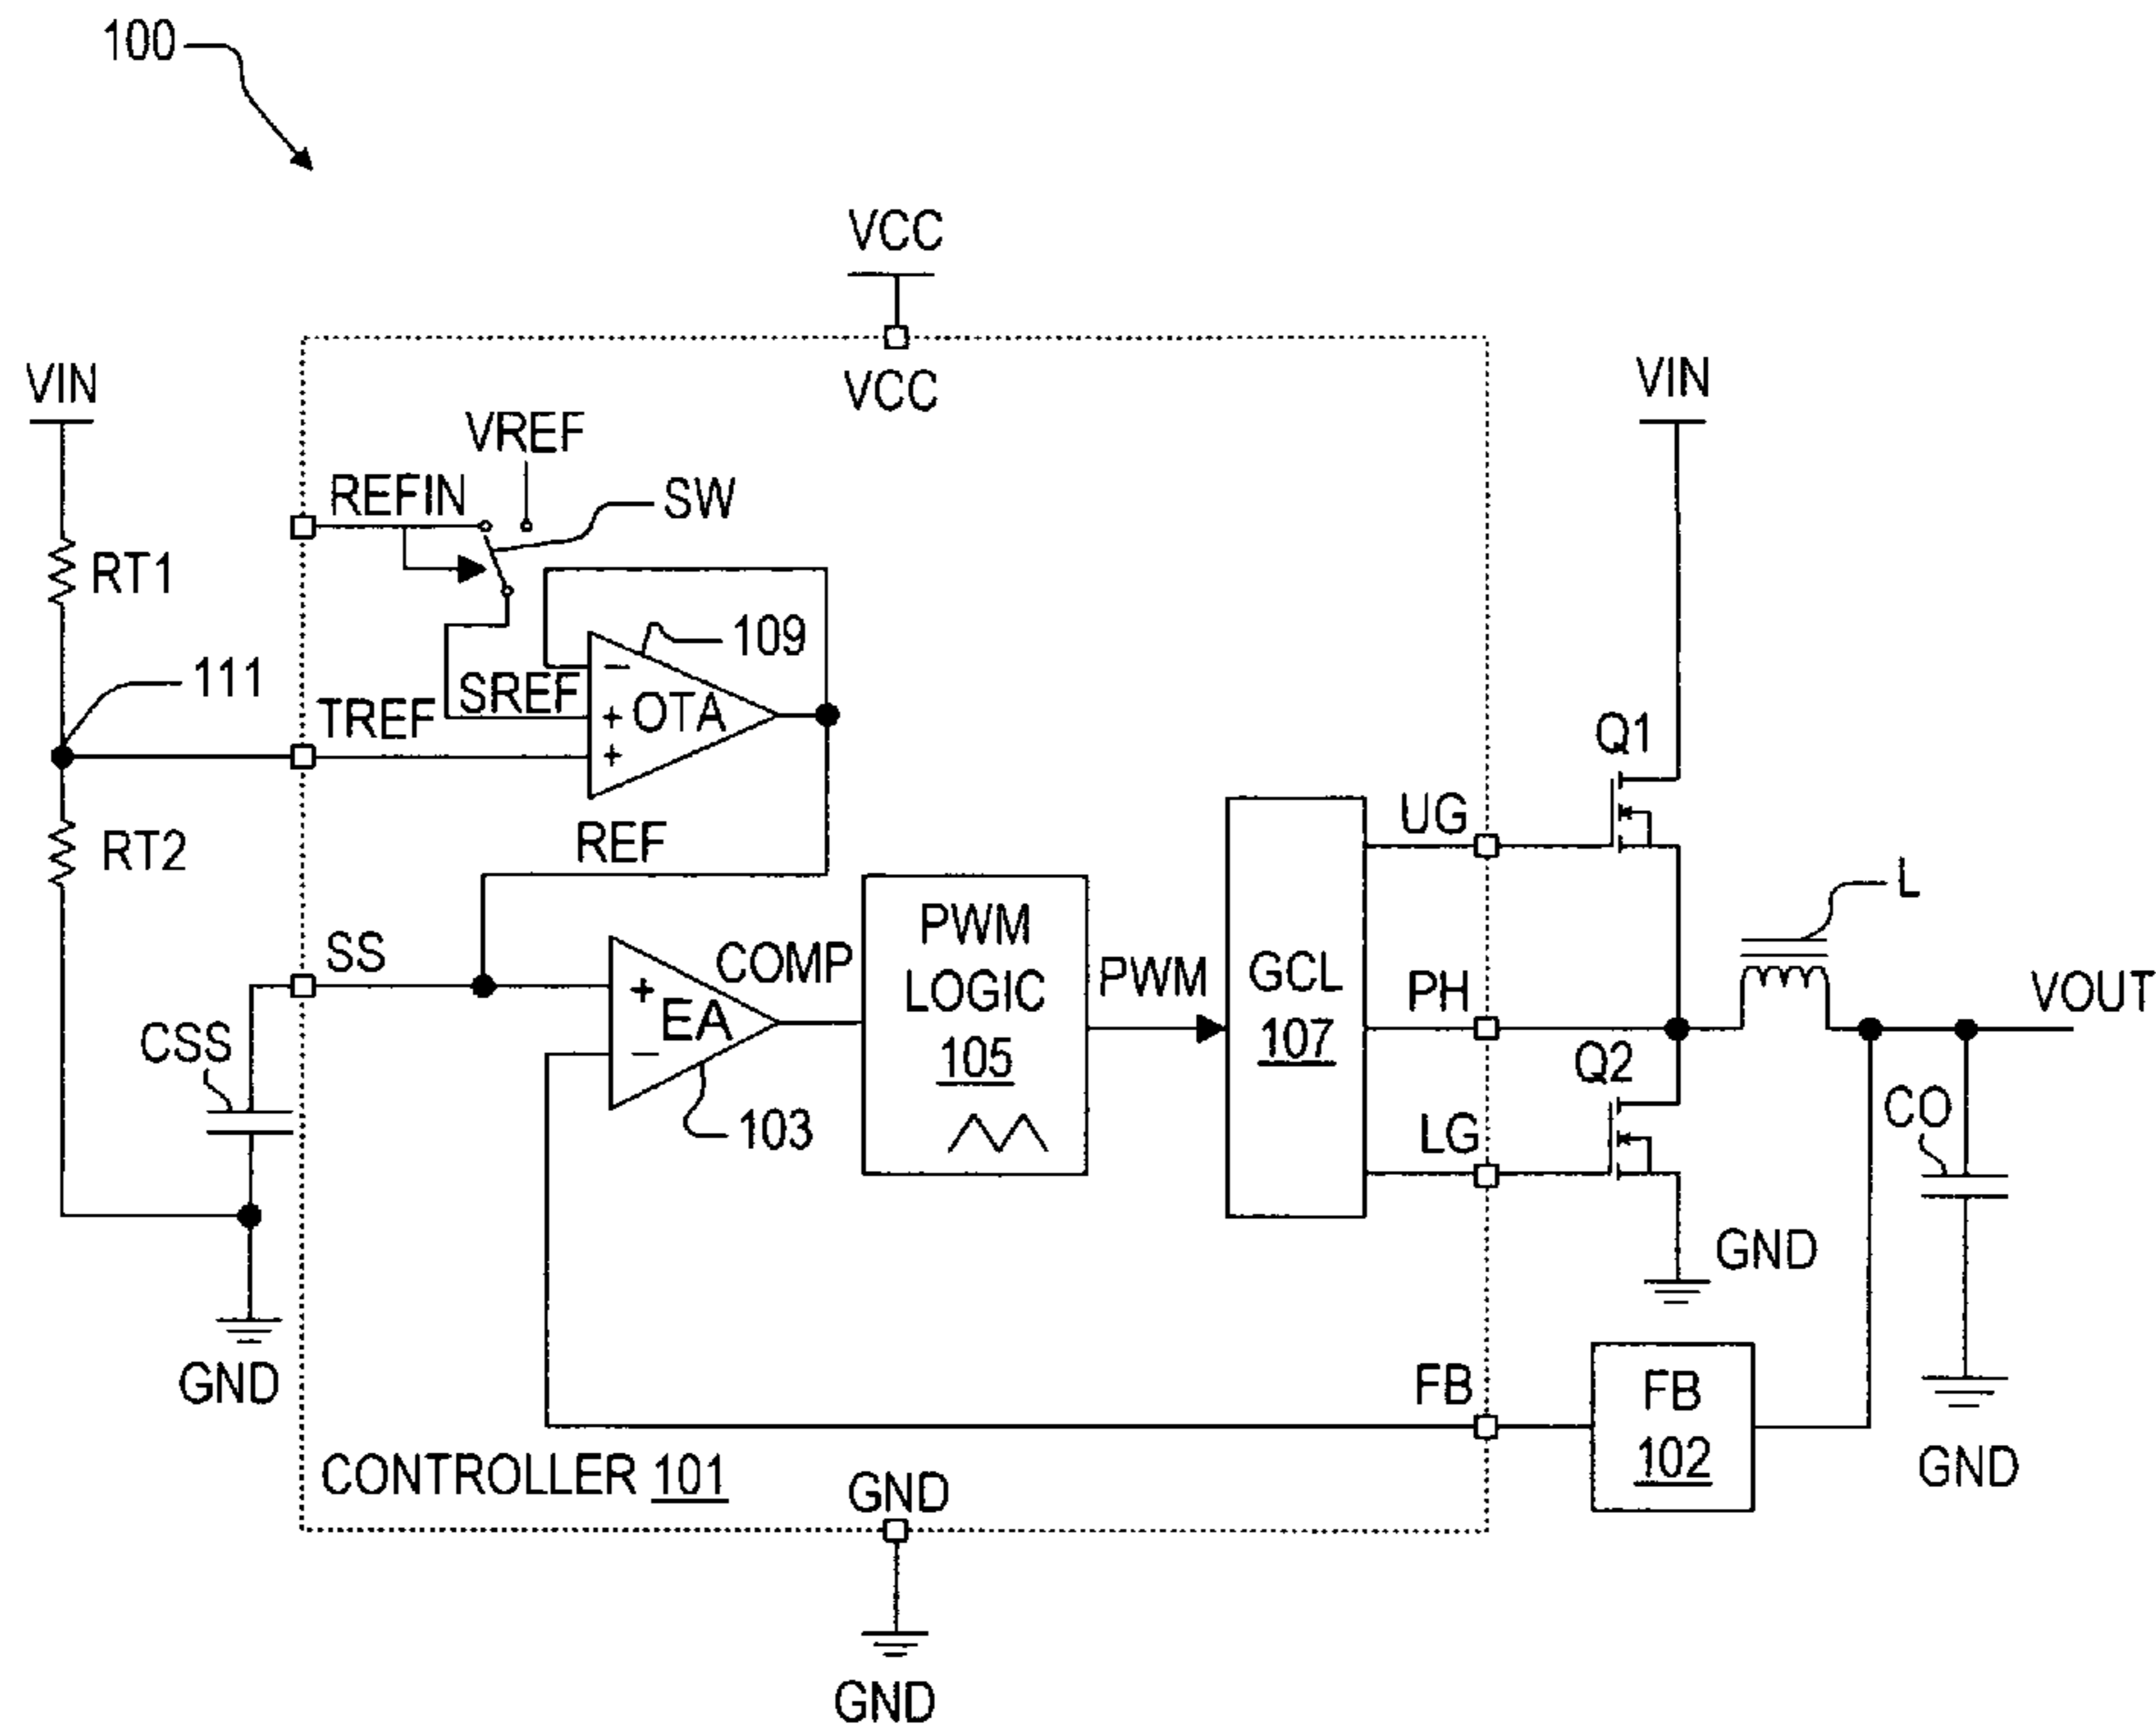 100
VCC
VCC
VIN
VIN
VREF
REFIN
SW
RT1
109
111
SREF
TREF
OTA
-
+
+
Q1
UG
REF
RT2
L
SS
COMP
PWM
LOGIC
105
PWM
GCL
107
PH
VOUT
+
EA
-
CSS
Q2
103
LG
CO
GND
GND
FB
FB
102
GND
CONTROLLER 101
GND
GND